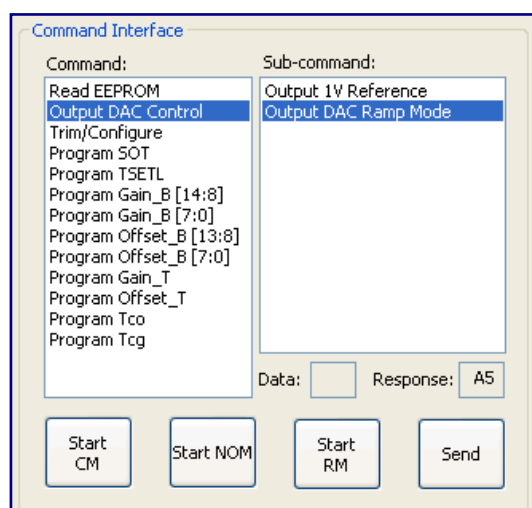 Command Interface
Command:
Sub-command:
Read EEPROM
Output DAC Control
Trim/Configure
Program SOT
Program TSETL
Program Gain_B [14:8]
Program Gain_B [7:0]
Program Offset_B [13:8]
Program Offset_B [7:0]
Program Gain_T
Program Offset_T
Program Tco
Program Tcg
Output 1V Reference
Output DAC Ramp Mode
Data:
Response: A5
Start
CM
Start NOM
Start
RM
Send